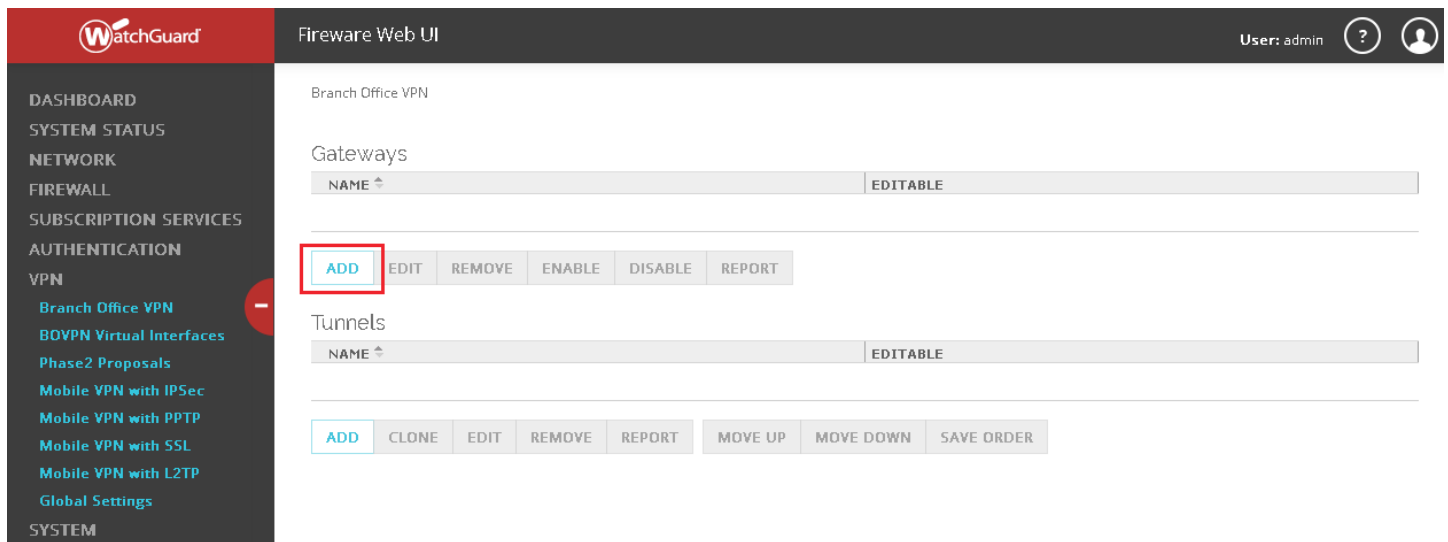 WatchGuard
Fireware Web UI
User: admin
?
DASHBOARD
SYSTEM STATUS
NETWORK
FIREWALL
SUBSCRIPTION SERVICES
AUTHENTICATION
VPN
Branch Office VPN
BOVPN Virtual Interfaces
Phase2 Proposals
Mobile VPN with IPSec
Mobile VPN with PPTP
Mobile VPN with SSL
Mobile VPN with L2TP
Global Settings
SYSTEM
Branch Office VPN
Gateways
NAME EDITABLE
ADD EDIT REMOVE ENABLE DISABLE REPORT
Tunnels
NAME EDITABLE
ADD CLONE EDIT REMOVE REPORT MOVE UP MOVE DOWN SAVE ORDER